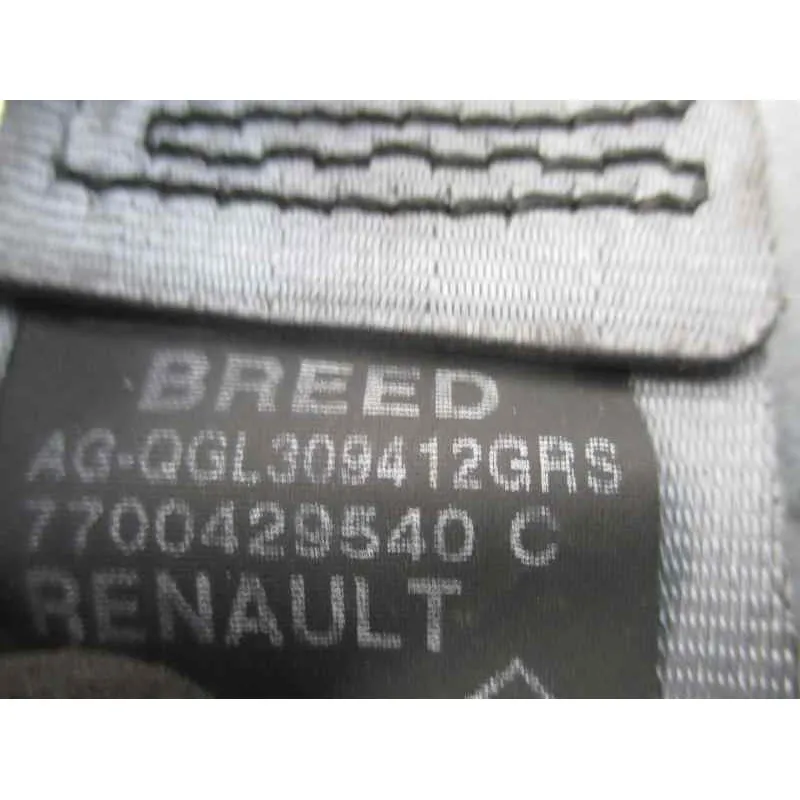 BREED
AG-QGL309412GRS
7700429540 C
RENAULT